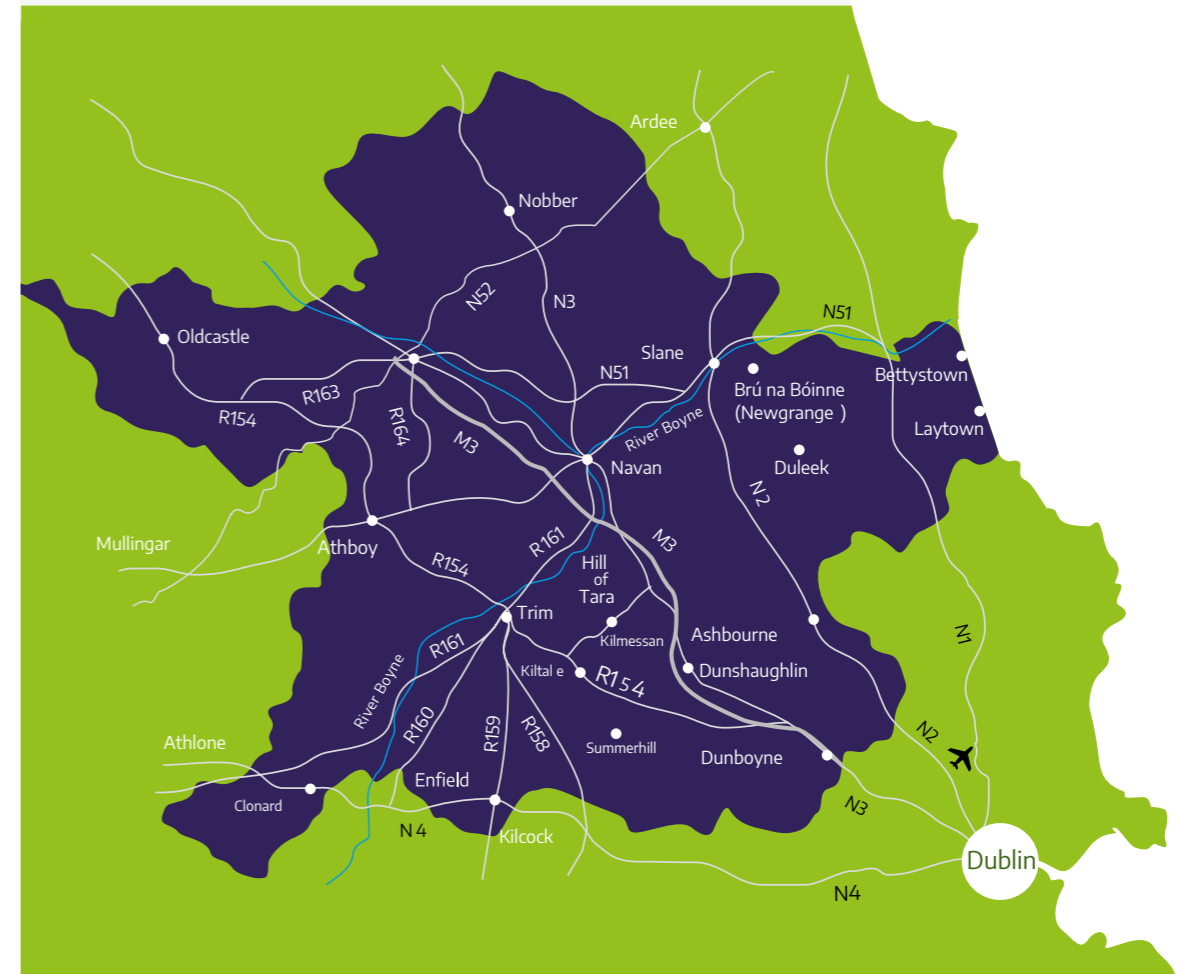 Ardee
Nobber
N52
N3
N51
Oldcastle
Slane
Bettystown
R163
N51
Brú na Bóinne
(Newgrange )
R154
R164
M3
River Boyne
Laytown
Navan
Duleek
N2
Mullingar
Athboy
R161
M3
R154
Hill
of
Tara
Trim
Kilmessan
Ashbourne
N1
R161
Kiltal e
R154
Dunshaughlin
River Boyne
R160
R159
R158
Athlone
Summerhill
Dunboyne
N2
Enfield
Clonard
N3
N 4
Kilcock
Dublin
N4